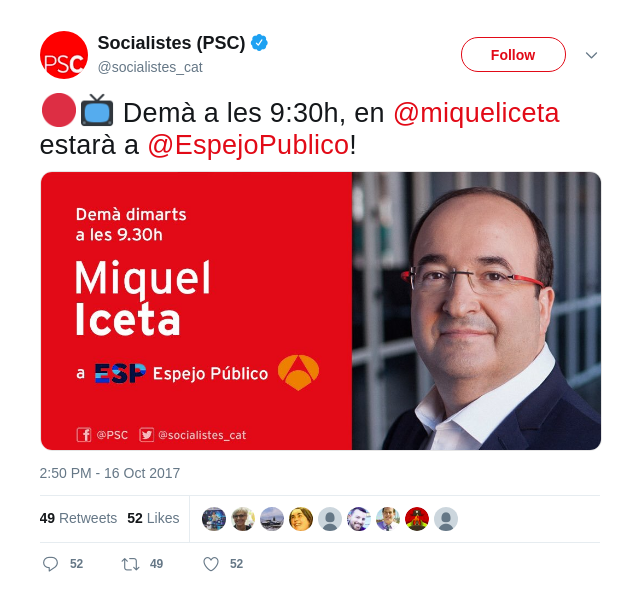 PSC
Socialistes (PSC)
@socialistes_cat
Follow
Demà a les 9:30h, en @miqueliceta
estarà a @EspejoPublico!
Demà dimarts
a les 9.30h
Miquel
Iceta
a ESP Espejo Público
@PSC @socialistes_cat
2:50 PM - 16 Oct 2017
49 Retweets 52 Likes
52 49 52